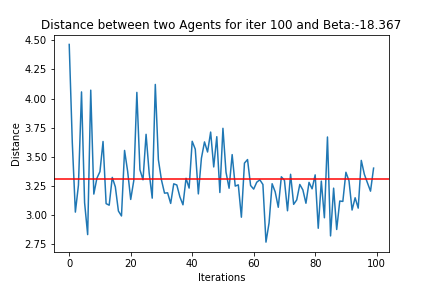 Distance between two Agents for iter 100 and Beta:-18.367
4.50
4.25
4.00
3.75
3.50
3.25
3.00
2.75
Distance
0 20 40 60 80 100
Iterations